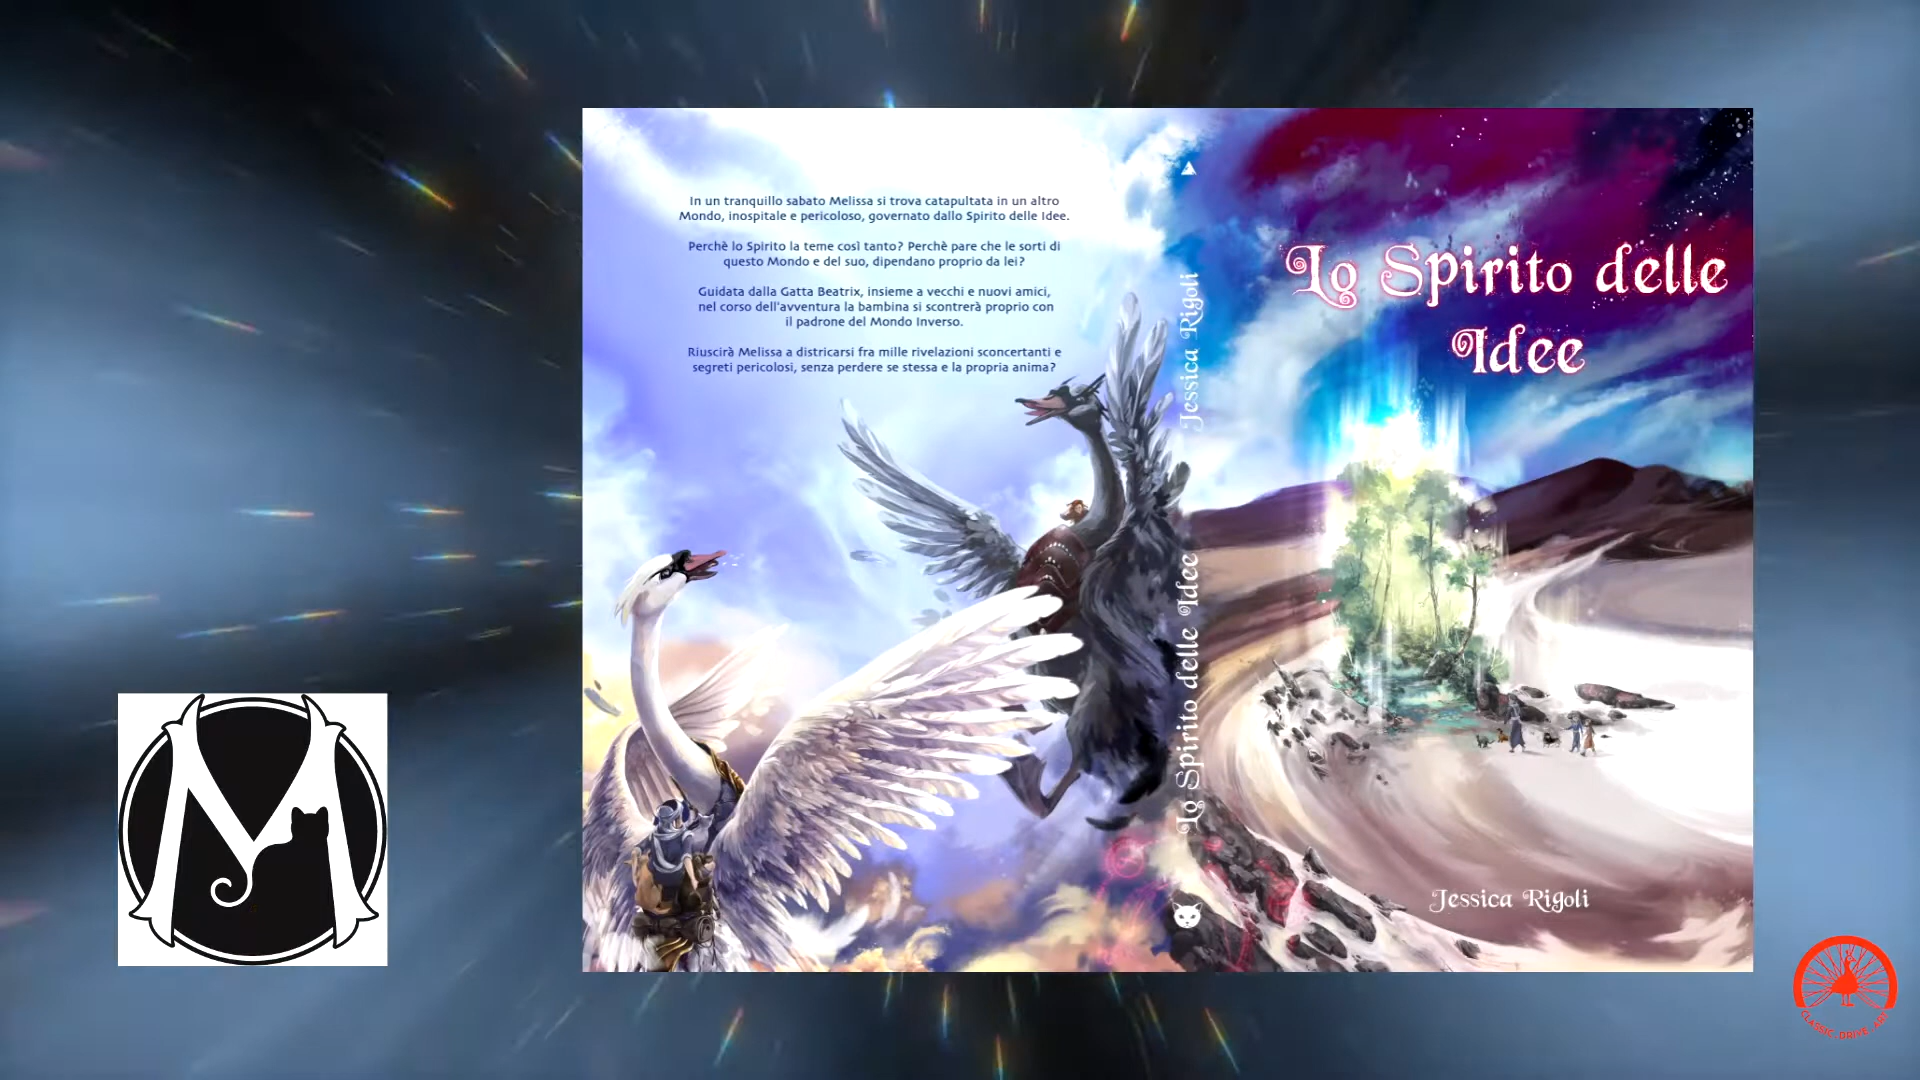 In un tranquillo sabato Melissa si trova catapultata in un altro
Mondo, inospitale e pericoloso, governato dallo Spirito delle Idee.
Perchè lo Spirito la teme così tanto? Perchè pare che le sorti di
questo Mondo e del suo, dipendano proprio da lei?
Guidata dalla Gatta Beatrix, insieme a vecchi e nuovi amici,
nel corso dell'avventura la bambina si scontrerà proprio con
il padrone del Mondo Inverso.
Riuscirà Melissa a districarsi fra mille rivelazioni sconcertanti e
segreti pericolosi, senza perdere se stessa e la propria anima?
Lo Spirito delle Idee
Jessica Rigoli
Lo Spirito delle
Idee
Jessica Rigoli
M
CLASSIC DRIVE ART